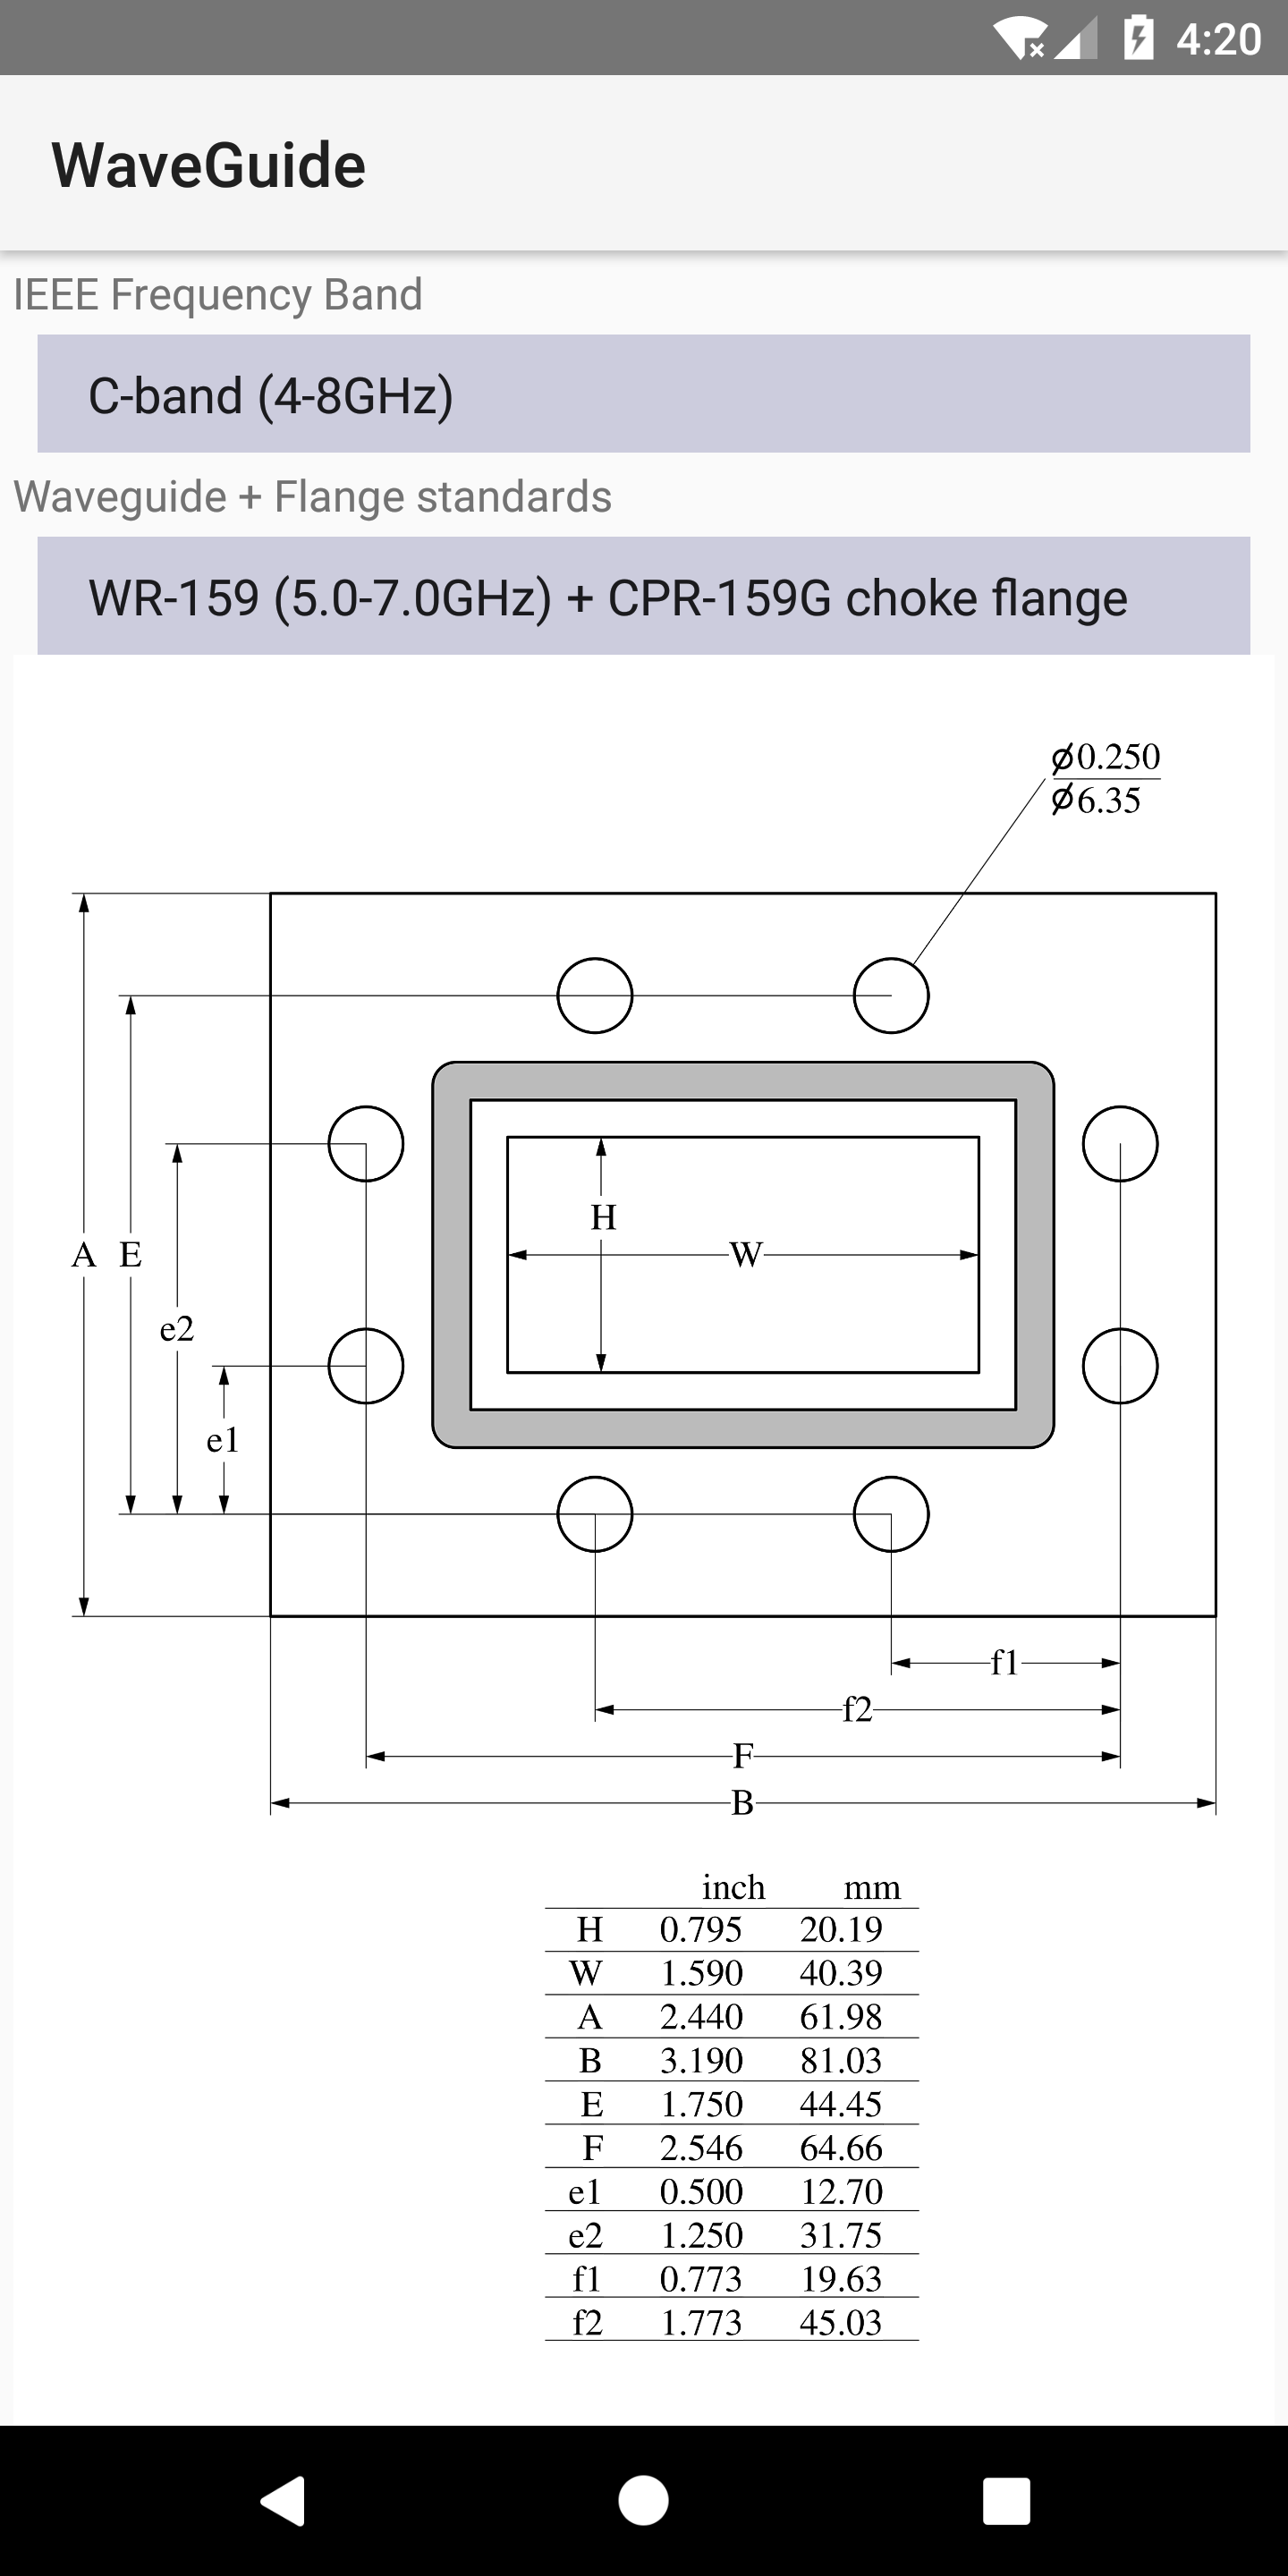 4:20
WaveGuide
IEEE Frequency Band
C-band (4-8GHz)
Waveguide + Flange standards
WR-159 (5.0-7.0GHz) + CPR-159G choke flange
⌀0.250
⌀6.35
H
A E W
e2
e1
f1
f2
F
B
inch mm
H 0.795 20.19
W 1.590 40.39
A 2.440 61.98
B 3.190 81.03
E 1.750 44.45
F 2.546 64.66
e1 0.500 12.70
e2 1.250 31.75
f1 0.773 19.63
f2 1.773 45.03